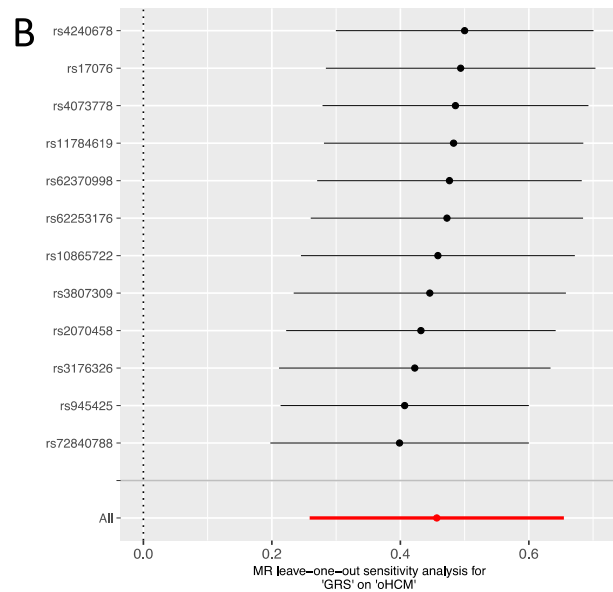 B
rs4240678
rs17076
rs4073778
rs11784619
rs62370998
rs62253176
rs10865722
rs3807309
rs2070458
rs3176326
rs945425
rs72840788
All
0.0 0.2 0.4 0.6
MR leave−one−out sensitivity analysis for
'GRS' on 'oHCM'